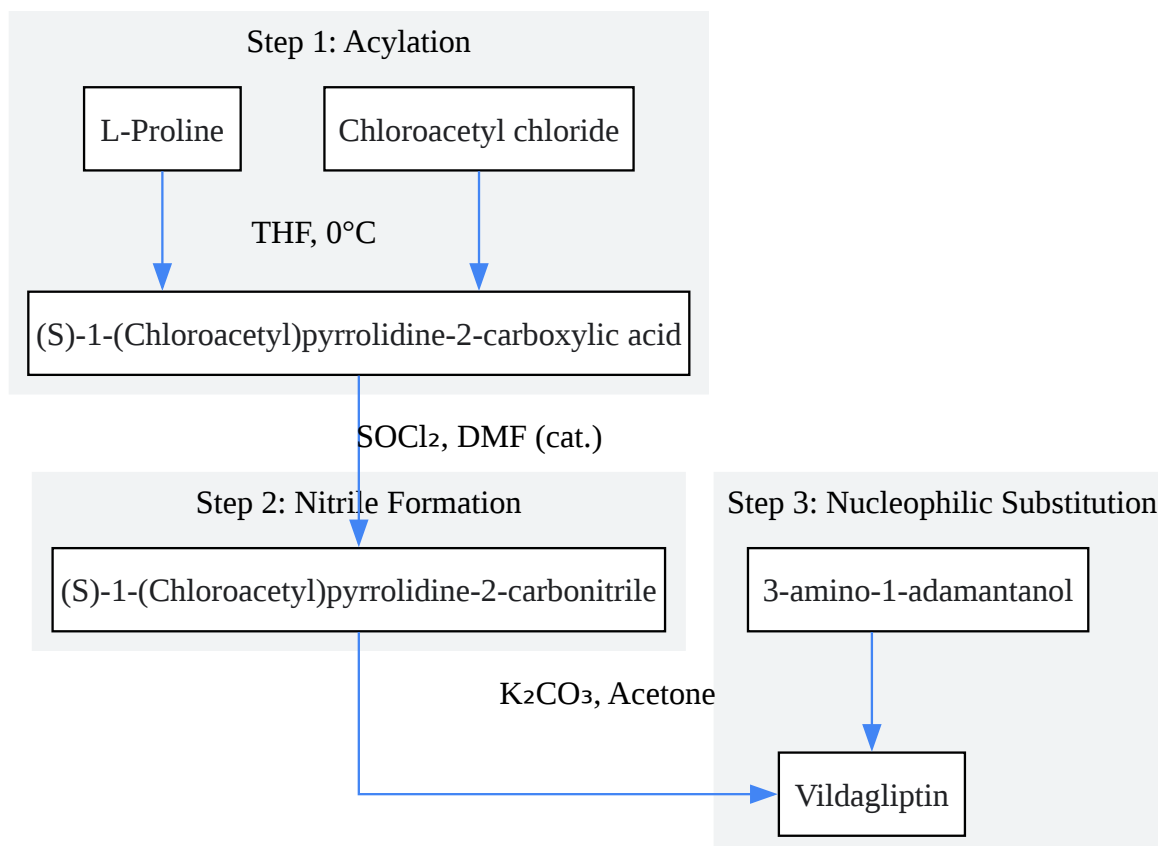 Step 1: Acylation
L-Proline
Chloroacetyl chloride
THF, 0°C
(S)-1-(Chloroacetyl)pyrrolidine-2-carboxylic acid
SOCl₂, DMF (cat.)
Step 2: Nitrile Formation
(S)-1-(Chloroacetyl)pyrrolidine-2-carbonitrile
Step 3: Nucleophilic Substitution
3-amino-1-adamantanol
K₂CO₃, Acetone
Vildagliptin